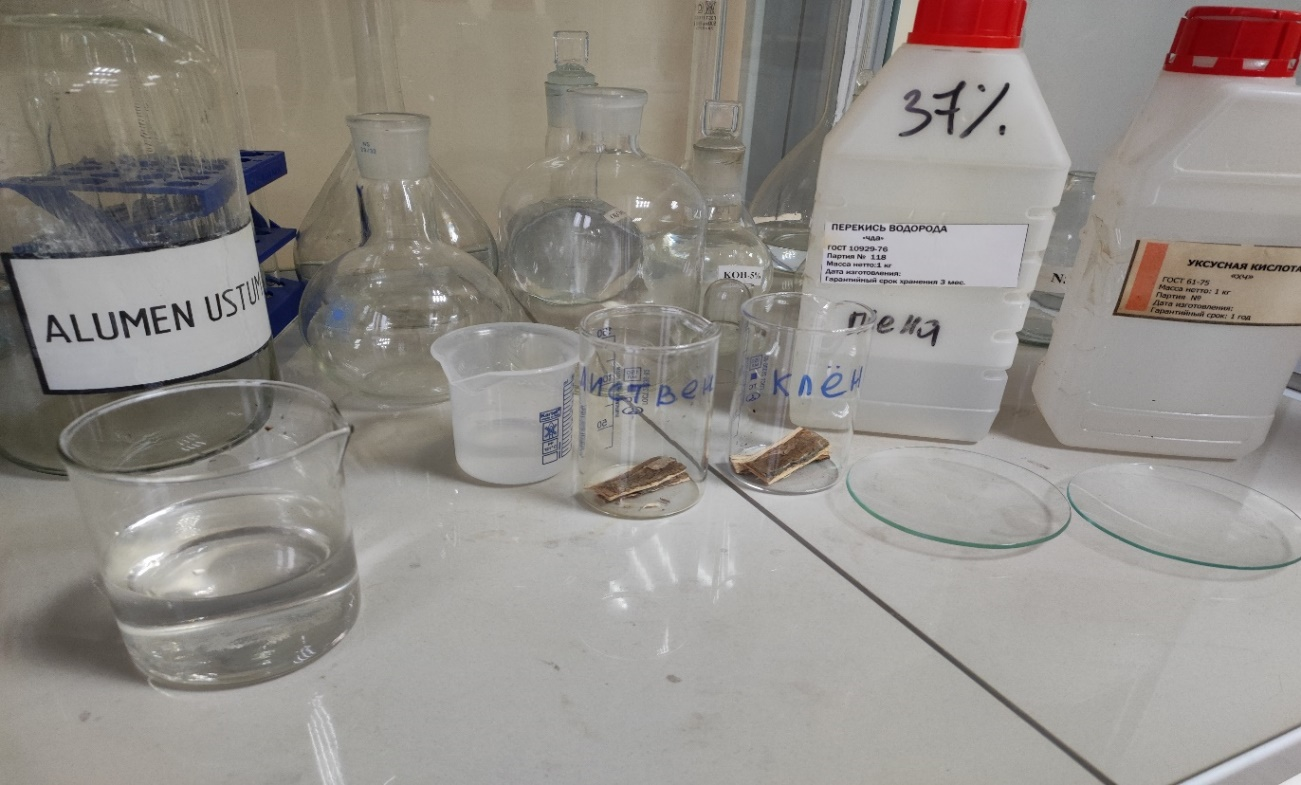 ALUMEN USTUM
КОН-5%
листвен
50
клён
37%
ПЕРЕКИСЬ ВОДОРОДА
«чда»
ГОСТ 10929-76
Партия № 118
Масса нетто:1 кг
Дата изготовления:
Гарантийный срок хранения 3 мес.
пена
УКСУСНАЯ КИСЛОТА
«хч»
ГОСТ 61-75
Масса нетто: 1 кг
Партия №
Дата изготовления:
Гарантийный срок: 1 год